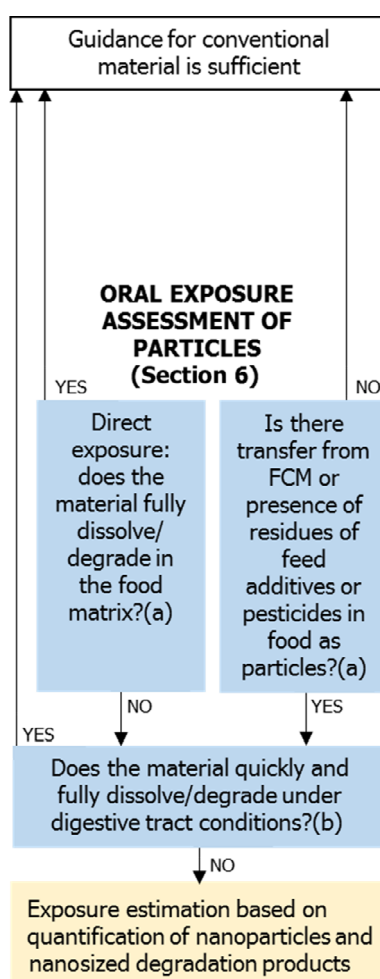 Guidance for conventional
material is sufficient
ORAL EXPOSURE
ASSESSMENT OF
PARTICLES
(Section 6)
YES
NO
Direct
exposure:
does the
material fully
dissolve/
degrade in
the food
matrix?(a)
Is there
transfer from
FCM or
presence of
residues of
feed
additives or
pesticides in
food as
particles?(a)
NO
YES
YES
Does the material quickly and
fully dissolve/degrade under
digestive tract conditions?(b)
NO
Exposure estimation based on
quantification of nanoparticles and
nanosized degradation products